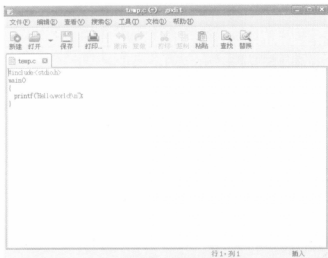 temp.c (~) - gedit
文件(F) 编辑(E) 查看(V) 搜索(S) 工具(T) 文档(D) 帮助(H)
新建 打开 保存 打印... 撤消 重做 剪切 复制 粘贴 查找 替换
temp.c
#include<stdio.h>
main()
{
printf("Hello,world\n");
}
行 1, 列 1 插入